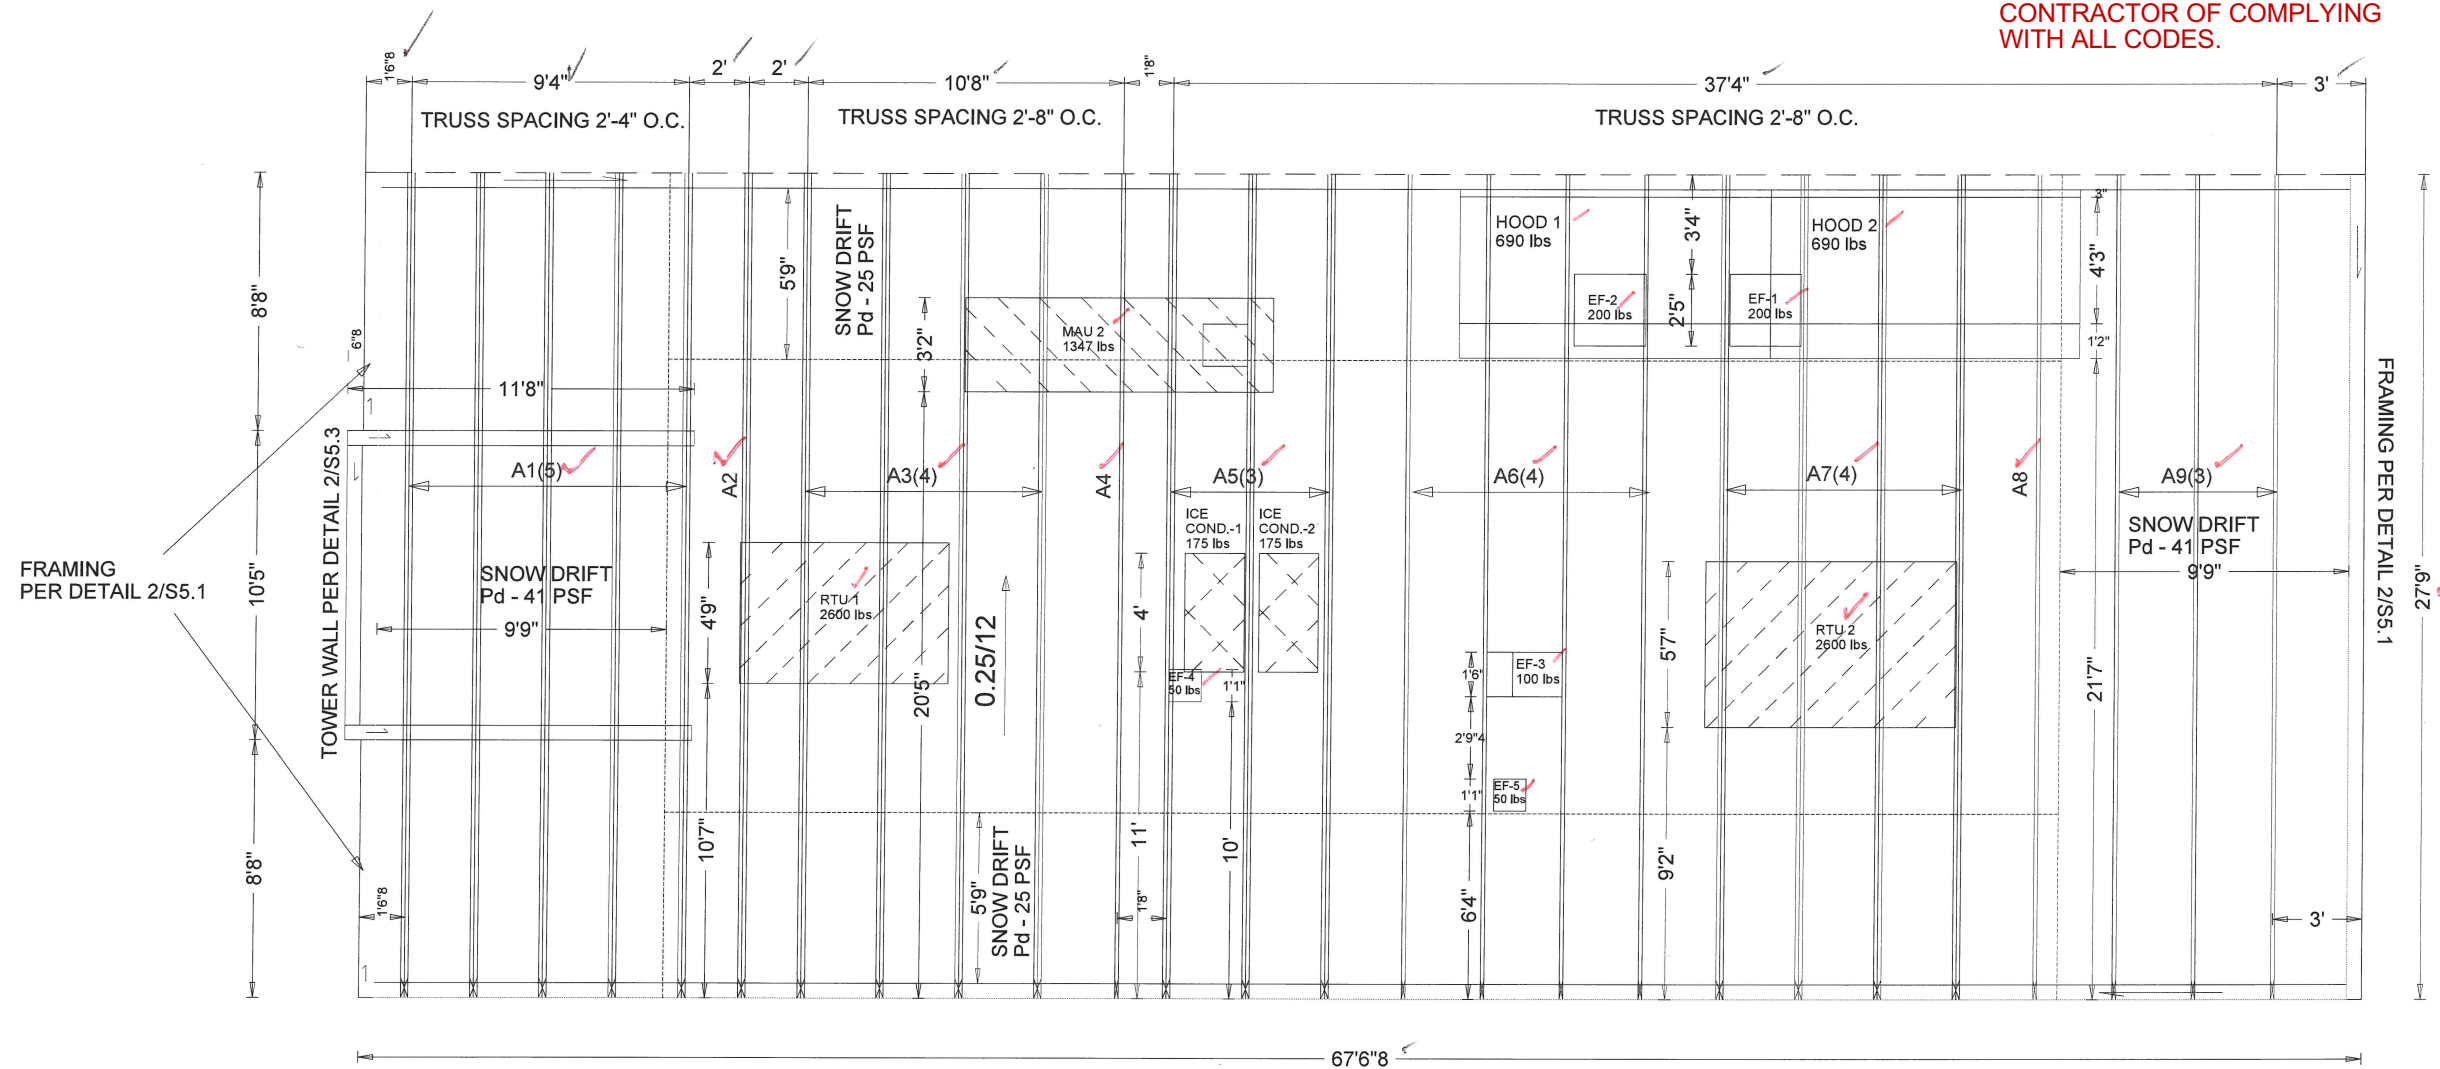 CONTRACTOR OF COMPLYING
WITH ALL CODES.
1'6"8
9'4"
2'
2'
10'8"
1'8"
37'4"
3'
TRUSS SPACING 2'-4" O.C.
TRUSS SPACING 2'-8" O.C.
TRUSS SPACING 2'-8" O.C.
8'8"
6"8
11'8"
5'9"
SNOW DRIFT
Pd - 25 PSF
3'2"
MAU 2
1347 lbs
HOOD 1
690 lbs
EF-2
200 lbs
3'4"
2'5"
HOOD 2
690 lbs
EF-1
200 lbs
3"
4'3"
1'2"
A1(5)
A2
A3(4)
A4
A5(3)
A6(4)
A7(4)
A8
A9(3)
FRAMING
PER DETAIL 2/S5.1
10'5"
TOWER WALL PER DETAIL 2/S5.3
SNOW DRIFT
Pd - 41 PSF
9'9"
4'9"
RTU 1
2600 lbs
20'5"
0.25/12
4'
ICE
COND.-1
175 lbs
ICE
COND.-2
175 lbs
EF-4
50 lbs
1'1"
1'6"
EF-3
100 lbs
2'9"4
EF-5
50 lbs
1'1"
5'7"
RTU 2
2600 lbs
21'7"
SNOW DRIFT
Pd - 41 PSF
9'9"
FRAMING PER DETAIL 2/S5.1
27'9"
8'8"
1'6"8
10'7"
5'9"
SNOW DRIFT
Pd - 25 PSF
11'
1'8"
10'
6'4"
9'2"
3'
67'6"8